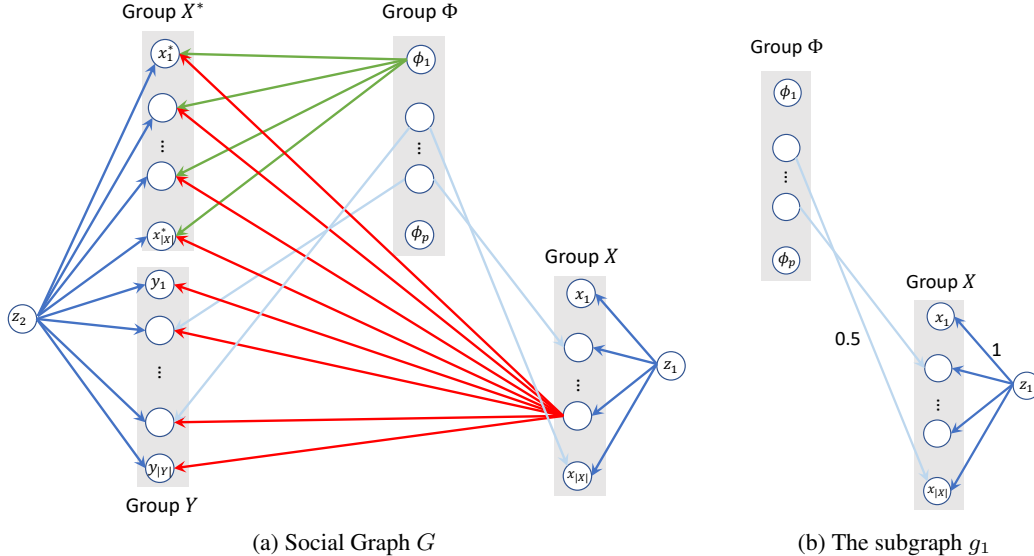 Group X*
x₁*
⋮
x*|X|
y₁
⋮
y|Y|
Group Y
z₂
Group Φ
ϕ₁
⋮
ϕₚ
Group X
x₁
⋮
x|X|
z₁
(a) Social Graph G
Group Φ
ϕ₁
⋮
ϕₚ
0.5
Group X
x₁
1
⋮
x|X|
z₁
(b) The subgraph g₁